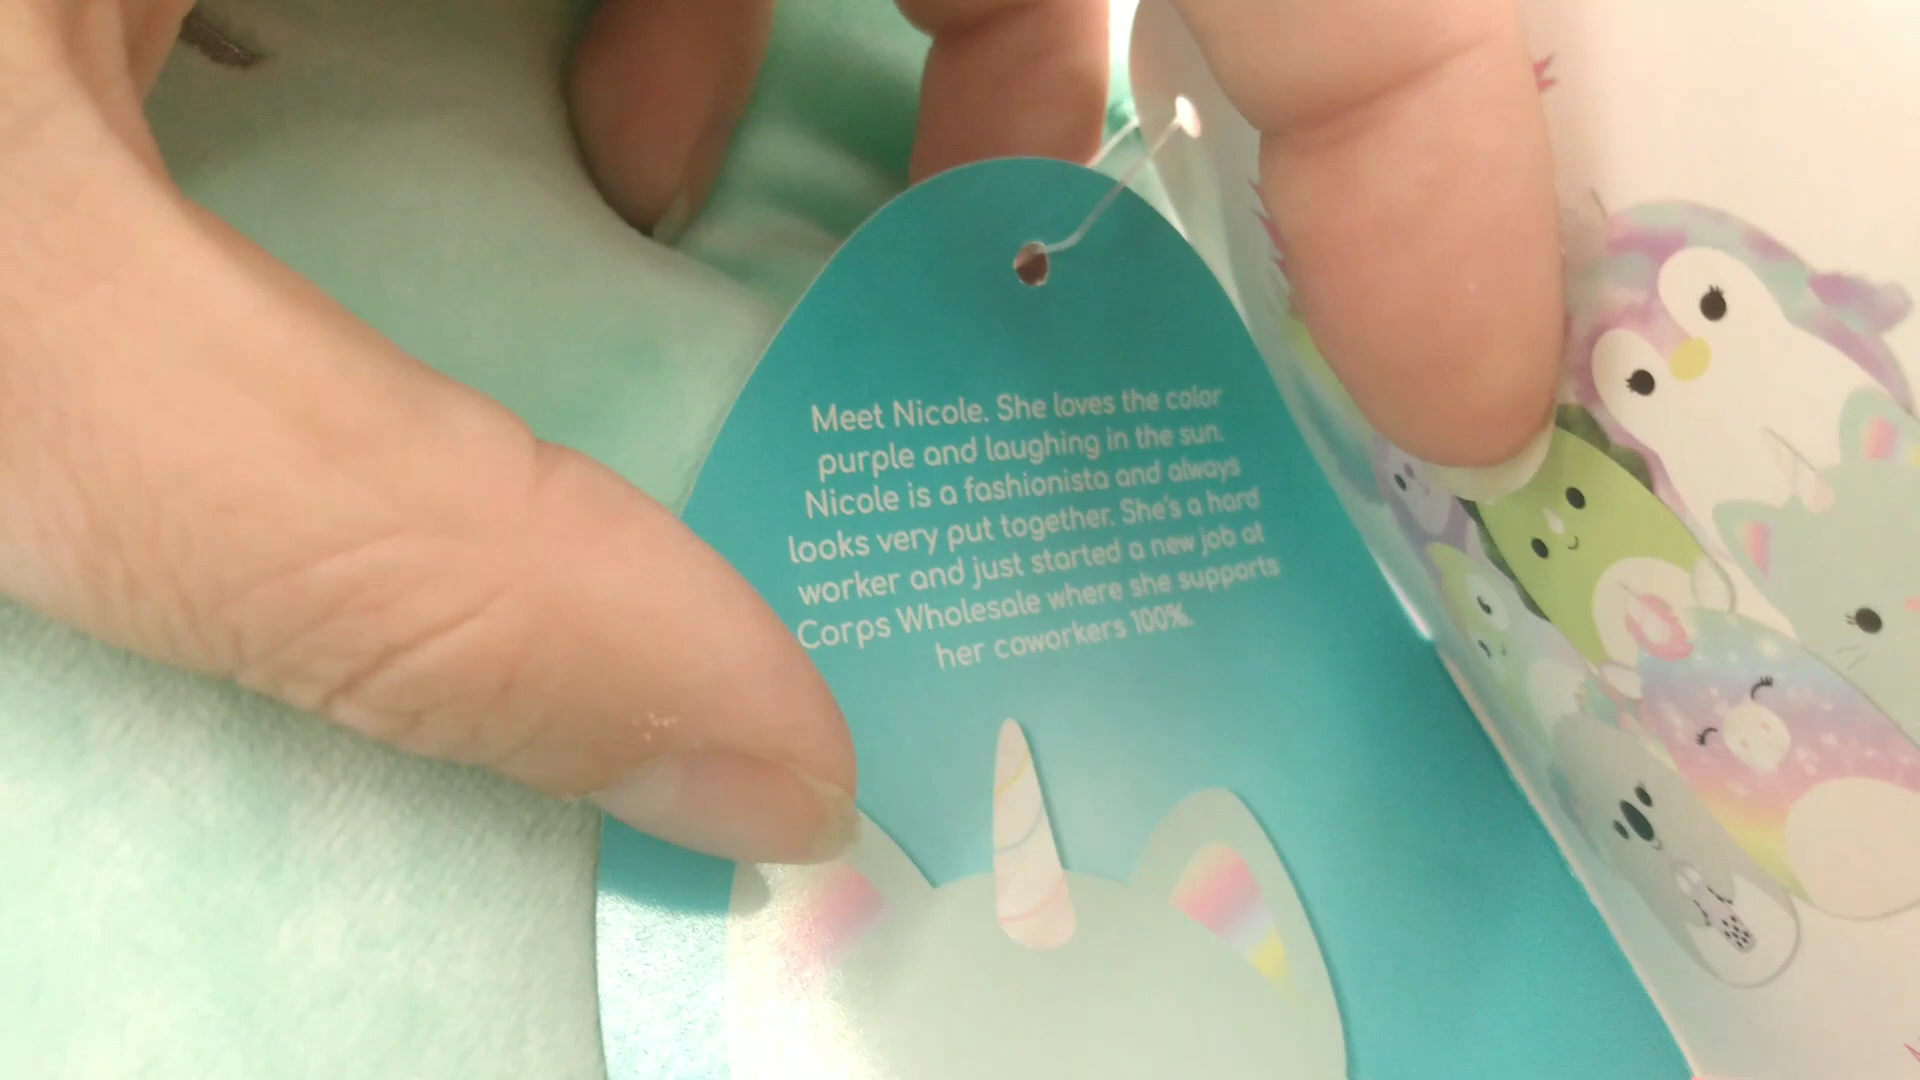 Meet Nicole. She loves the color
purple and laughing in the sun.
Nicole is a fashionista and always
looks very put together. She's a hard
worker and just started a new job at
Corps Wholesale where she supports
her coworkers 100%.